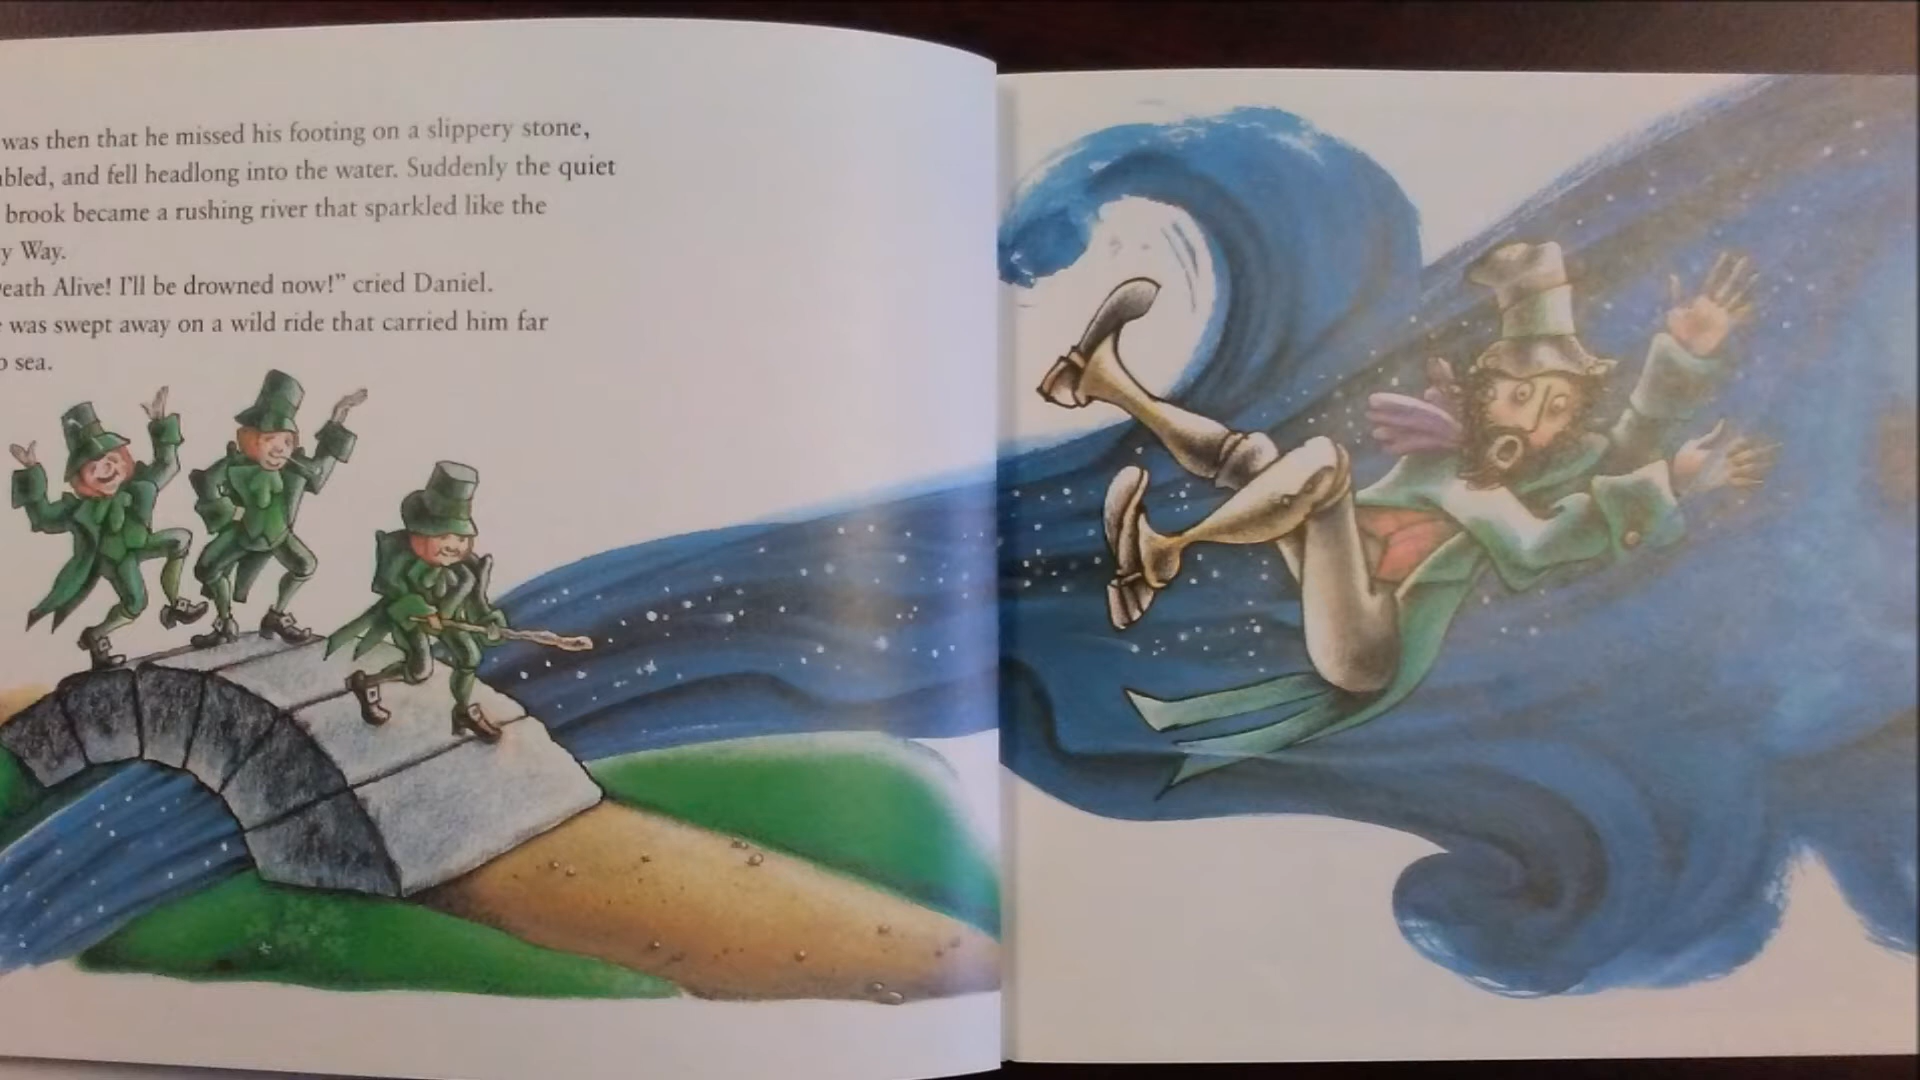 was then that he missed his footing on a slippery stone,
bled, and fell headlong into the water. Suddenly the quiet
brook became a rushing river that sparkled like the
y Way.
eath Alive! I'll be drowned now!” cried Daniel.
was swept away on a wild ride that carried him far
o sea.